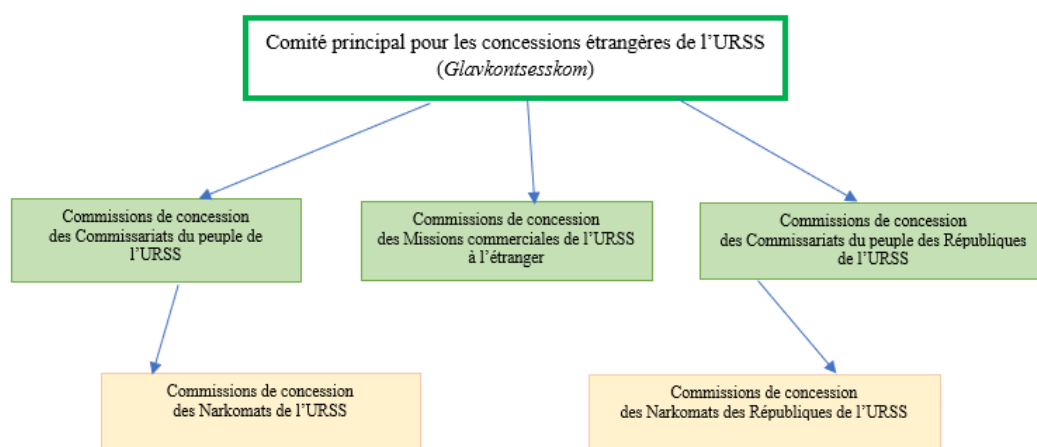 Comité principal pour les concessions étrangères de l’URSS
(Glavkontsesskom)
Commissions de concession
des Commissariats du peuple de
l’URSS
Commissions de concession
des Missions commerciales de l’URSS
à l’étranger
Commissions de concession
des Commissariats du peuple des Républiques
de l’URSS
Commissions de concession
des Narkomats de l’URSS
Commissions de concession
des Narkomats des Républiques de l’URSS